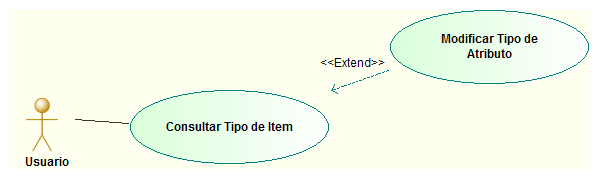 Modificar Tipo de
Atributo
<<Extend>>
Consultar Tipo de Item
Usuario